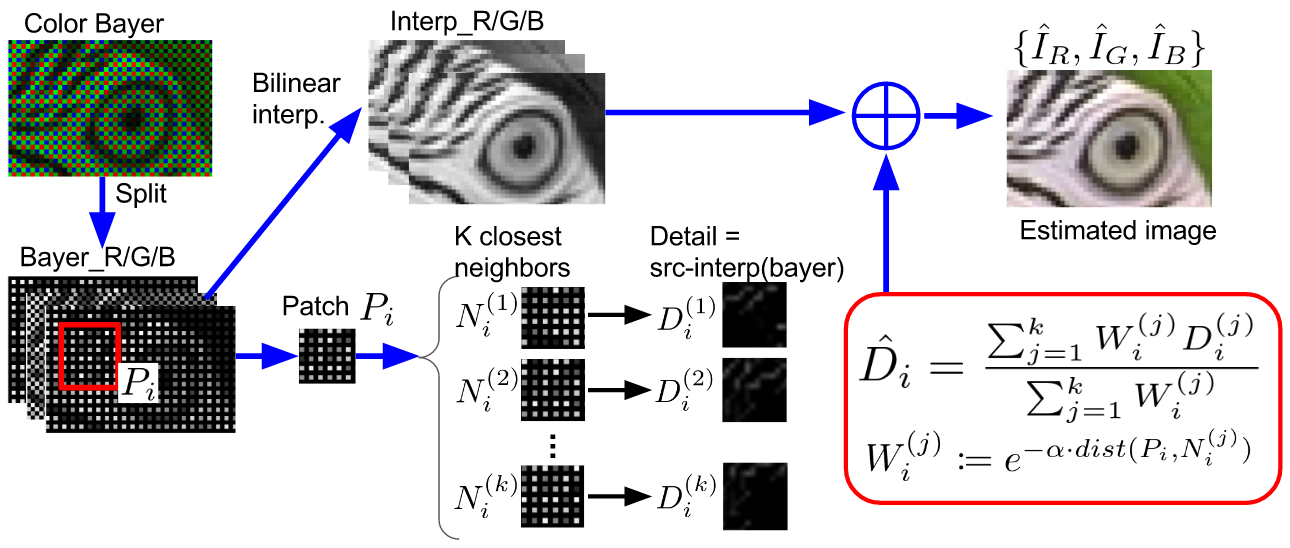 Color Bayer
Split
Bayer_R/G/B
P_i
Bilinear
interp.
Interp_R/G/B
Patch P_i
K closest
neighbors
N_i^{(1)}
N_i^{(2)}
⋮
N_i^{(k)}
Detail =
src-interp(bayer)
D_i^{(1)}
D_i^{(2)}
D_i^{(k)}
{Î_R, Î_G, Î_B}
Estimated image
D̂_i = \frac{∑_{j=1}^{k} W_i^{(j)} D_i^{(j)}}{∑_{j=1}^{k} W_i^{(j)}}
W_i^{(j)} := e^{-α·dist(P_i,N_i^{(j)})}